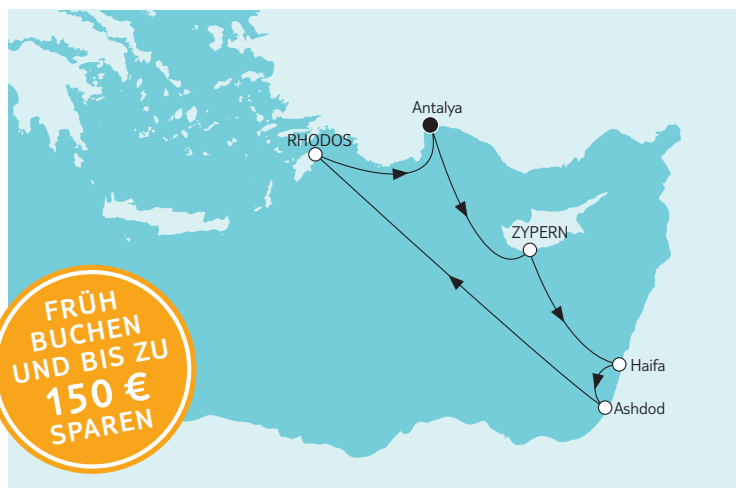 Antalya
RHODOS
ZYPERN
Haifa
Ashdod
FRÜH
BUCHEN
UND BIS ZU
150 €
SPAREN